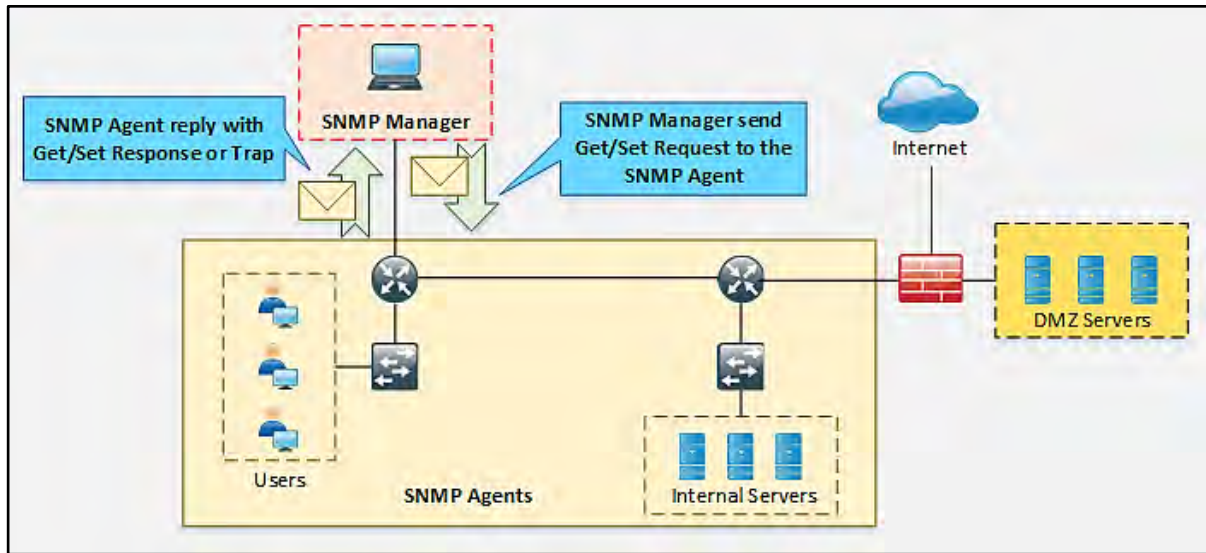 SNMP Manager
SNMP Agent reply with
Get/Set Response or Trap
SNMP Manager send
Get/Set Request to the
SNMP Agent
Internet
DMZ Servers
Users
SNMP Agents
Internal Servers